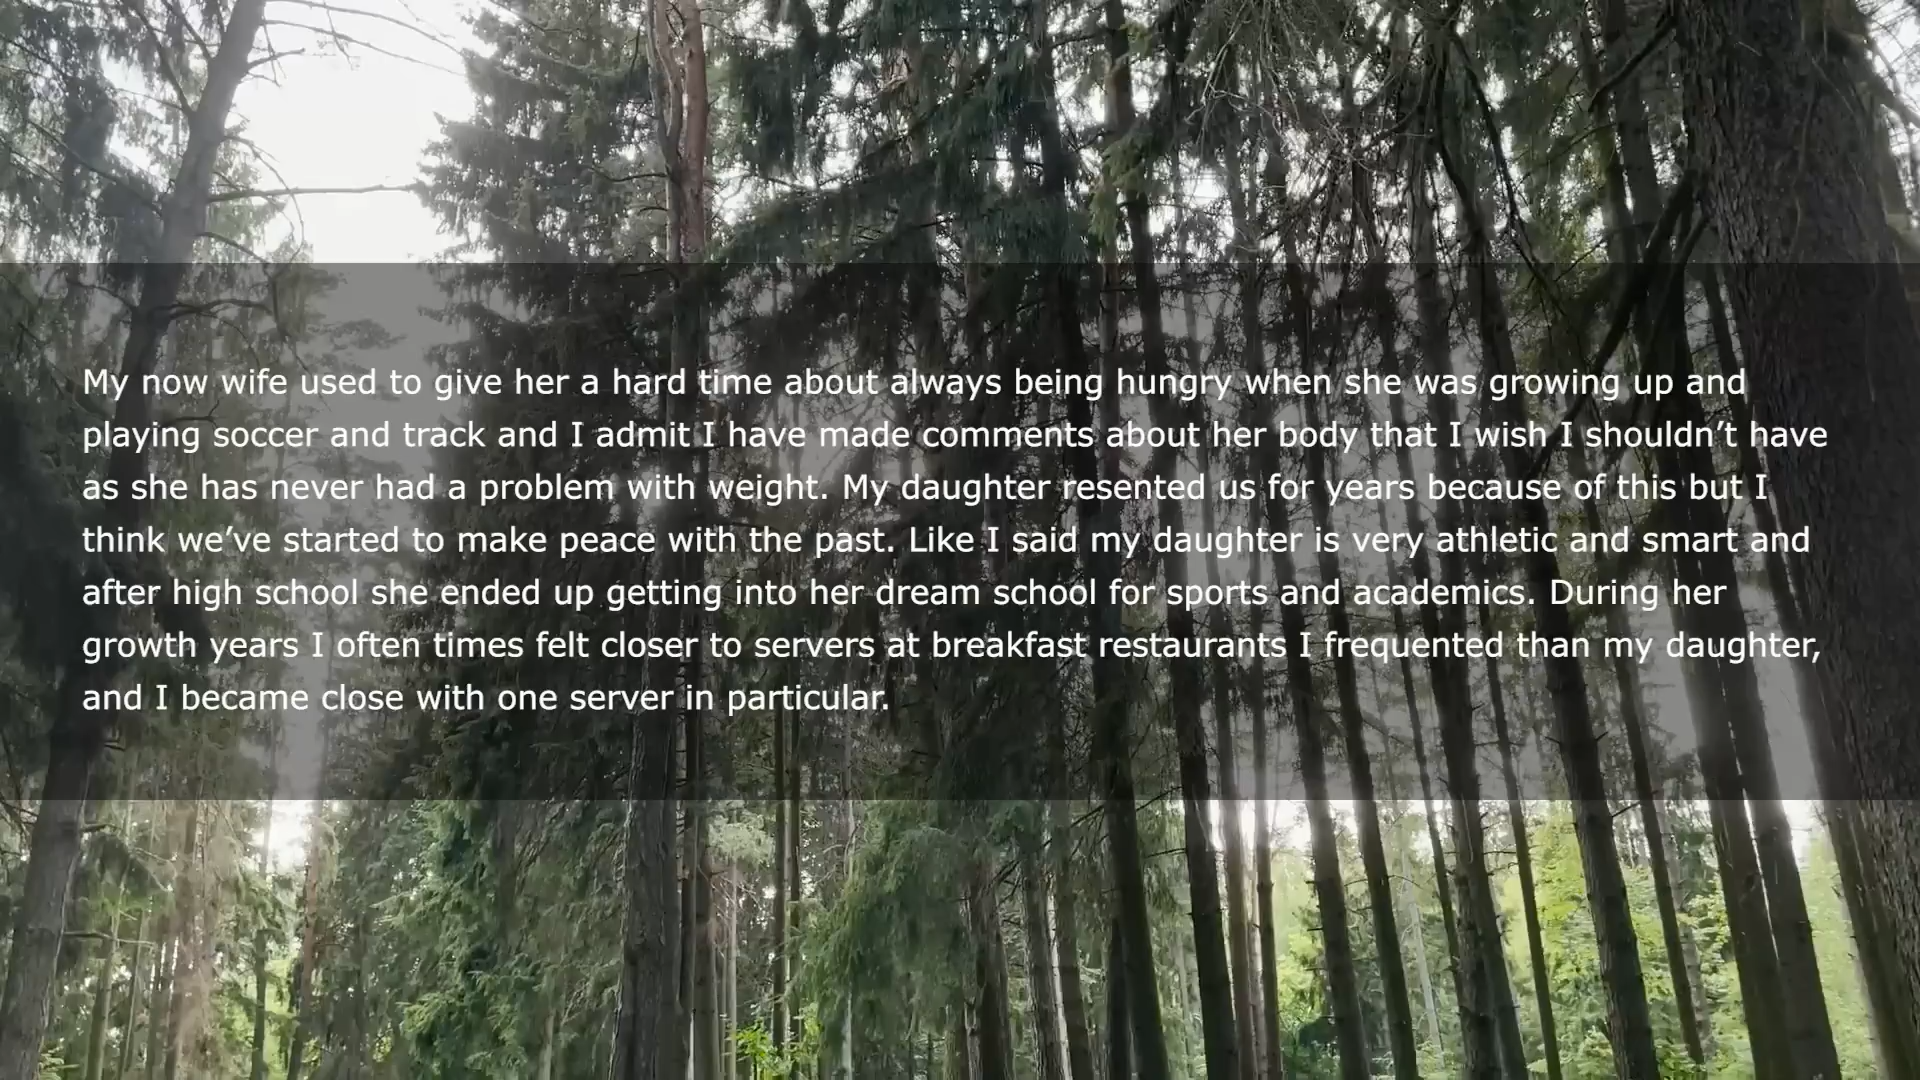 My now wife used to give her a hard time about always being hungry when she was growing up and
playing soccer and track and I admit I have made comments about her body that I wish I shouldn’t have
as she has never had a problem with weight. My daughter resented us for years because of this but I
think we’ve started to make peace with the past. Like I said my daughter is very athletic and smart and
after high school she ended up getting into her dream school for sports and academics. During her
growth years I often times felt closer to servers at breakfast restaurants I frequented than my daughter,
and I became close with one server in particular.